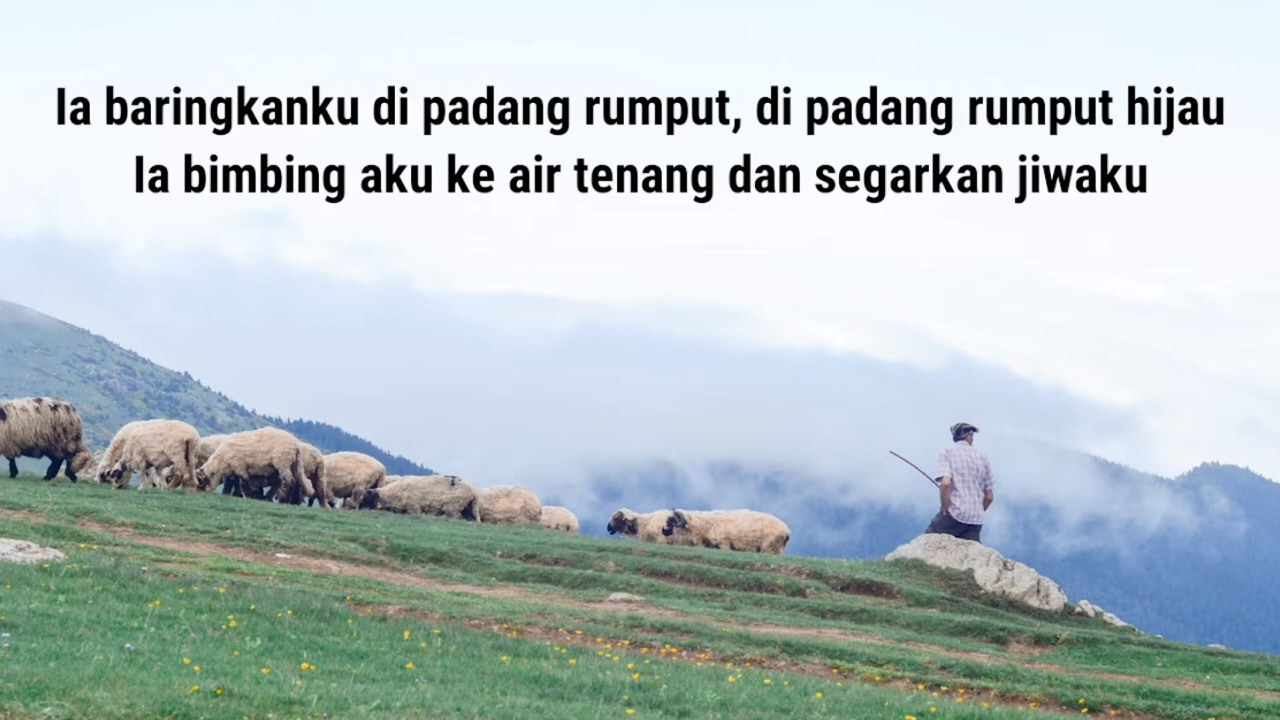 Ia baringkanku di padang rumput, di padang rumput hijau
Ia bimbing aku ke air tenang dan segarkan jiwaku